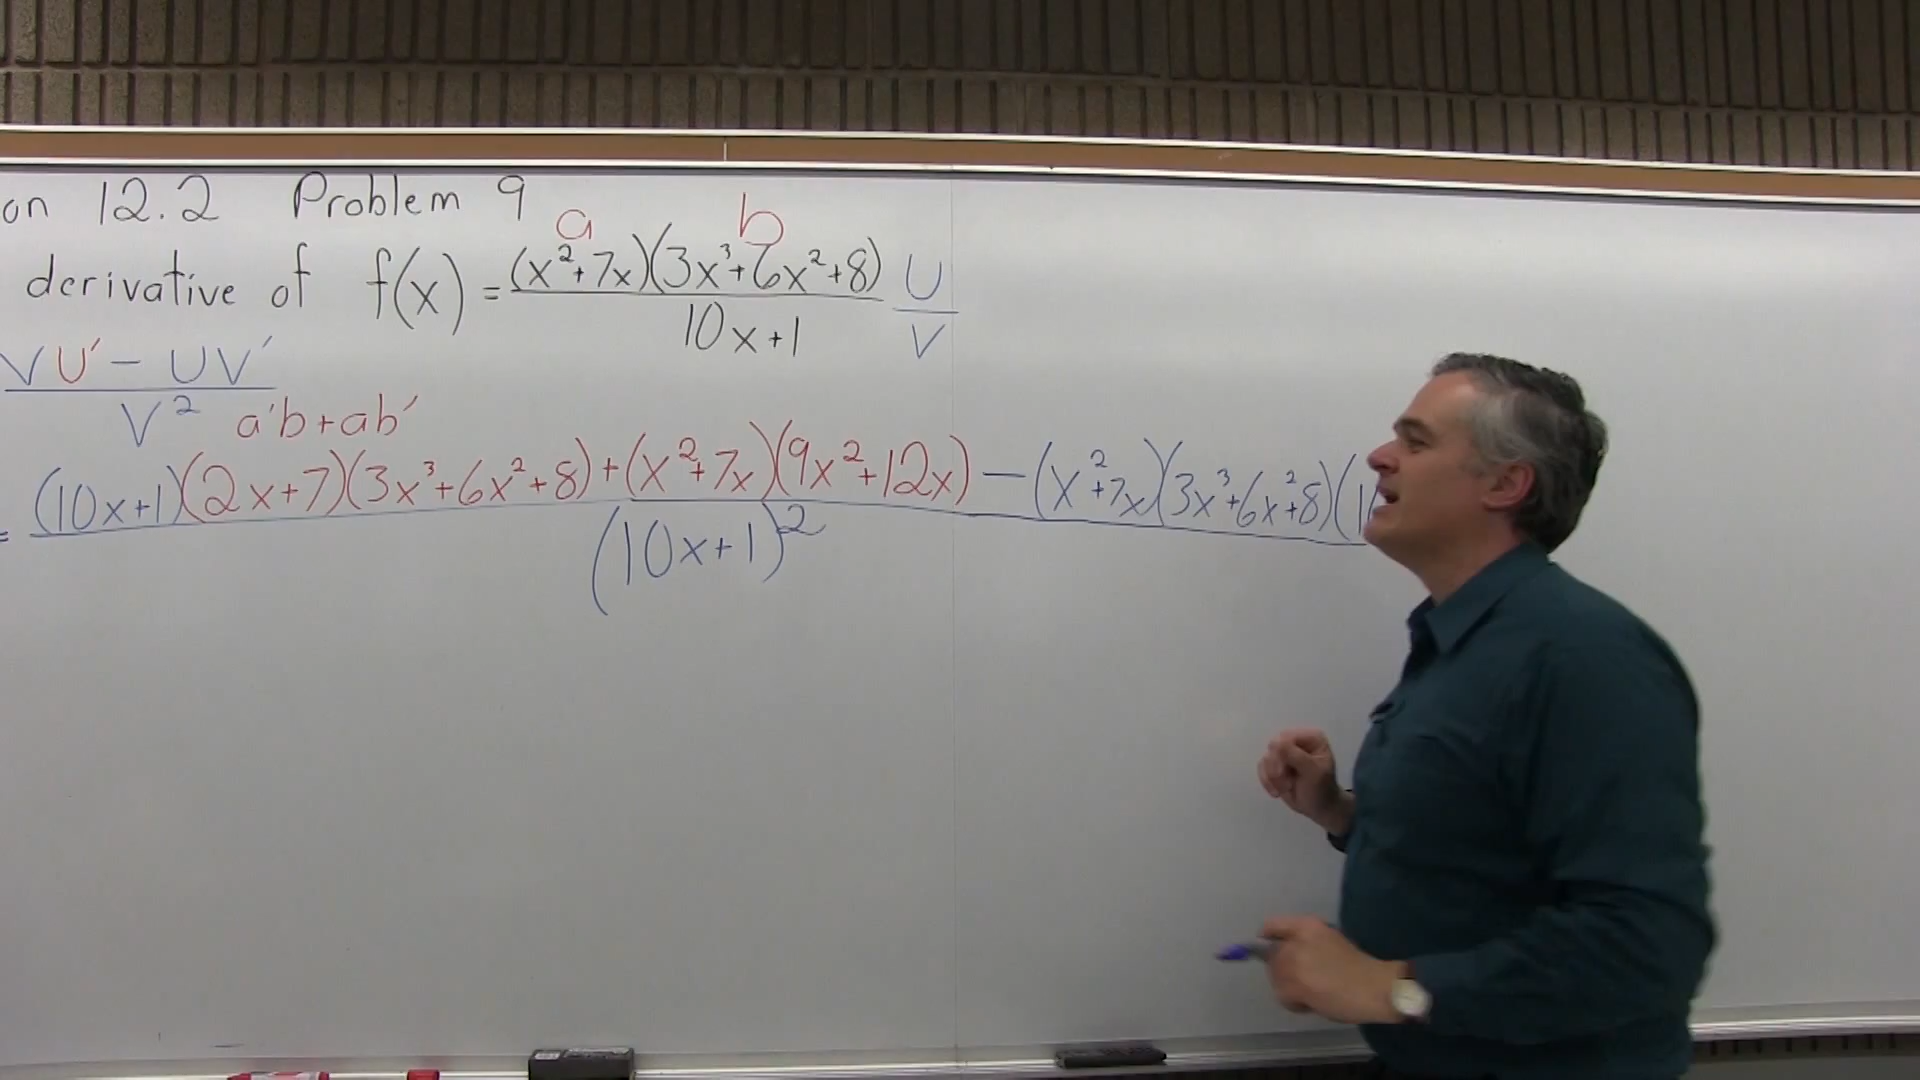 on 12.2 Problem 9
a b
derivative of f(x) = (x²+7x)(3x³+6x²+8) U
10x+1 V
VU' − UV'
V² a'b+ab'
= (10x+1)(2x+7)(3x³+6x²+8)+(x²+7x)(9x²+12x) − (x²+7x)(3x³+6x²+8)(1
(10x+1)²